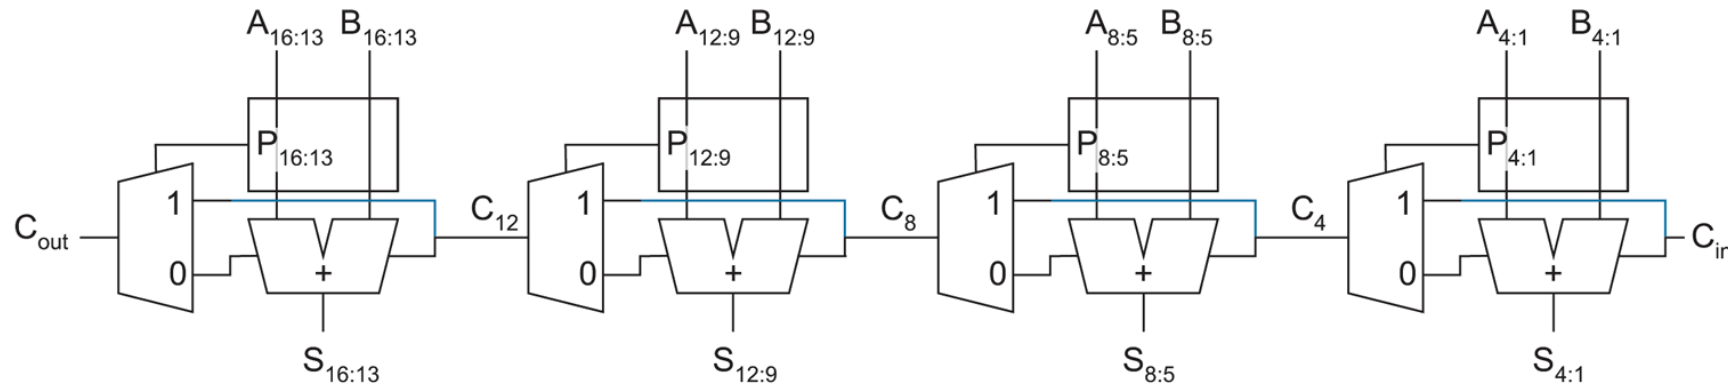 A16:13 B16:13 A12:9 B12:9 A8:5 B8:5 A4:1 B4:1
P16:13 P12:9 P8:5 P4:1
1 1 1 1
Cout C12 C8 C4 Cin
0 + 0 + 0 + 0 +
S16:13 S12:9 S8:5 S4:1